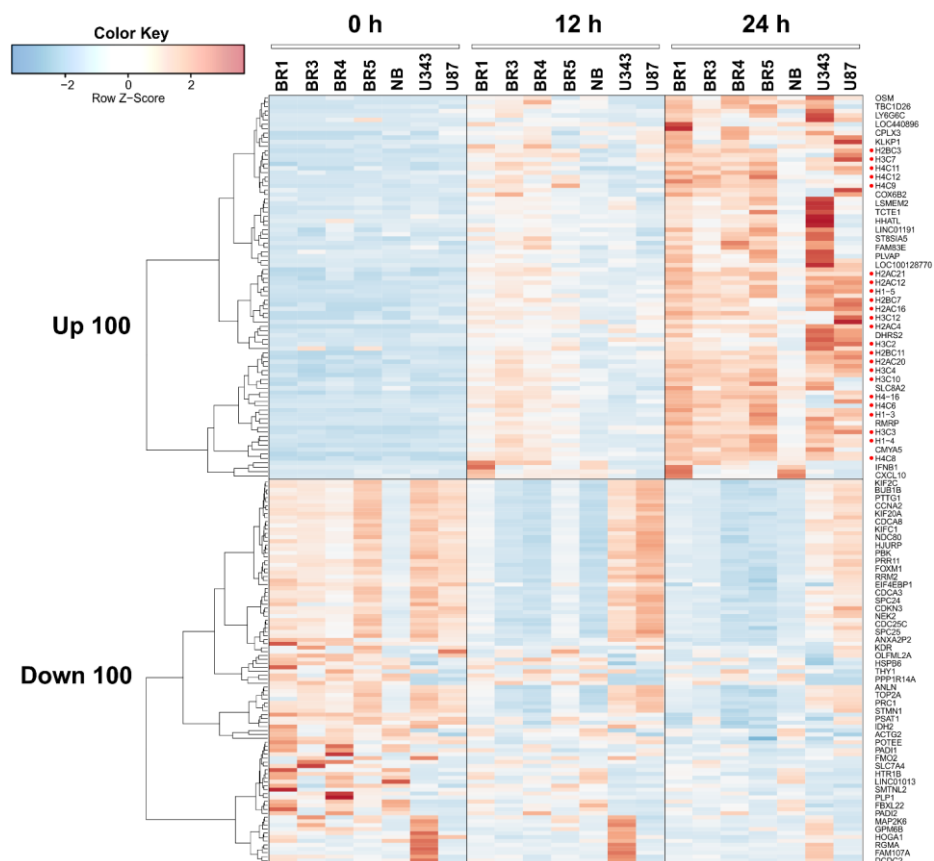 0 h 12 h 24 h
Color Key
−2 0 2
Row Z-Score
BR1 BR3 BR4 BR5 NB U343 U87 BR1 BR3 BR4 BR5 NB U343 U87 BR1 BR3 BR4 BR5 NB U343 U87
Up 100
OSM
TBC1D26
LY6G6C
LOC440896
CPLX3
KLKP1
H2BC3
H3C7
H4C11
H4C12
H4C9
COX6B2
LSMEM2
TCTE1
HHATL
LINC01191
ST8SIA5
FAM83E
PLVAP
LOC100128770
H2AC21
H2AC12
H1-5
H2BC7
H2AC16
H3C12
H2AC4
DHRS2
H3C2
H2BC11
H2AC20
H3C4
H3C10
SLC8A2
H4-16
H4C6
H1-3
RMRP
H3C3
H1-4
CMYA5
H4C8
IFNB1
CXCL10
Down 100
KIF2C
BUB1B
PTTG1
CCNA2
KIF20A
CDCA8
KIFC1
NDC80
HJURP
PBK
PRR11
FOXM1
RRM2
EIF4EBP1
CDCA3
SPC24
CDKN3
NEK2
CDC25C
SPC25
ANXA2P2
KDR
OLFML2A
HSPB6
THY1
PPP1R14A
ANLN
TOP2A
PRC1
STMN1
PSAT1
IDH2
ACTG2
POTEE
PADI1
FMO2
SLC7A4
HTR1B
LINC01013
SMTNL2
PLP1
FBXL22
PADI2
MAP2K6
GPM6B
HOGA1
RGMA
FAM107A